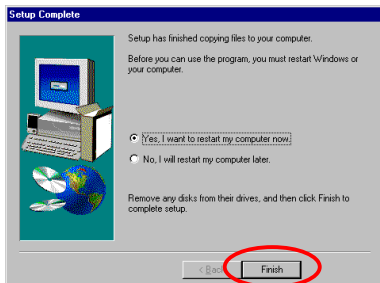 Setup Complete
Setup has finished copying files to your computer.
Before you can use the program, you must restart Windows or
your computer.
Yes, I want to restart my computer now.
No, I will restart my computer later.
Remove any disks from their drives, and then click Finish to
complete setup.
< Back
Finish